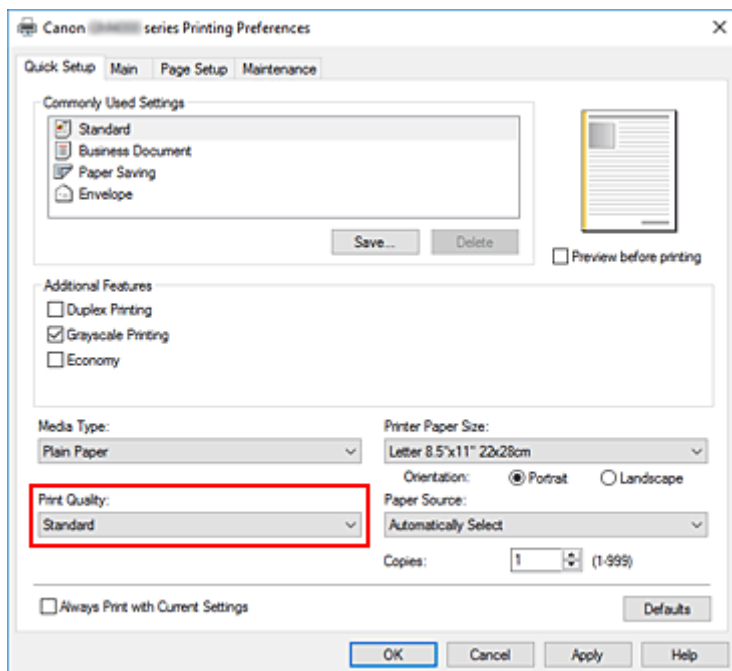 Canon series Printing Preferences
Quick Setup Main Page Setup Maintenance
Commonly Used Settings
Standard
Business Document
Paper Saving
Envelope
Save... Delete
Preview before printing
Additional Features
Duplex Printing
Grayscale Printing
Economy
Media Type: Printer Paper Size:
Plain Paper Letter 8.5"x11" 22x28cm
Orientation: Portrait Landscape
Print Quality: Paper Source:
Standard Automatically Select
Copies: 1 (1-999)
Always Print with Current Settings Defaults
OK Cancel Apply Help